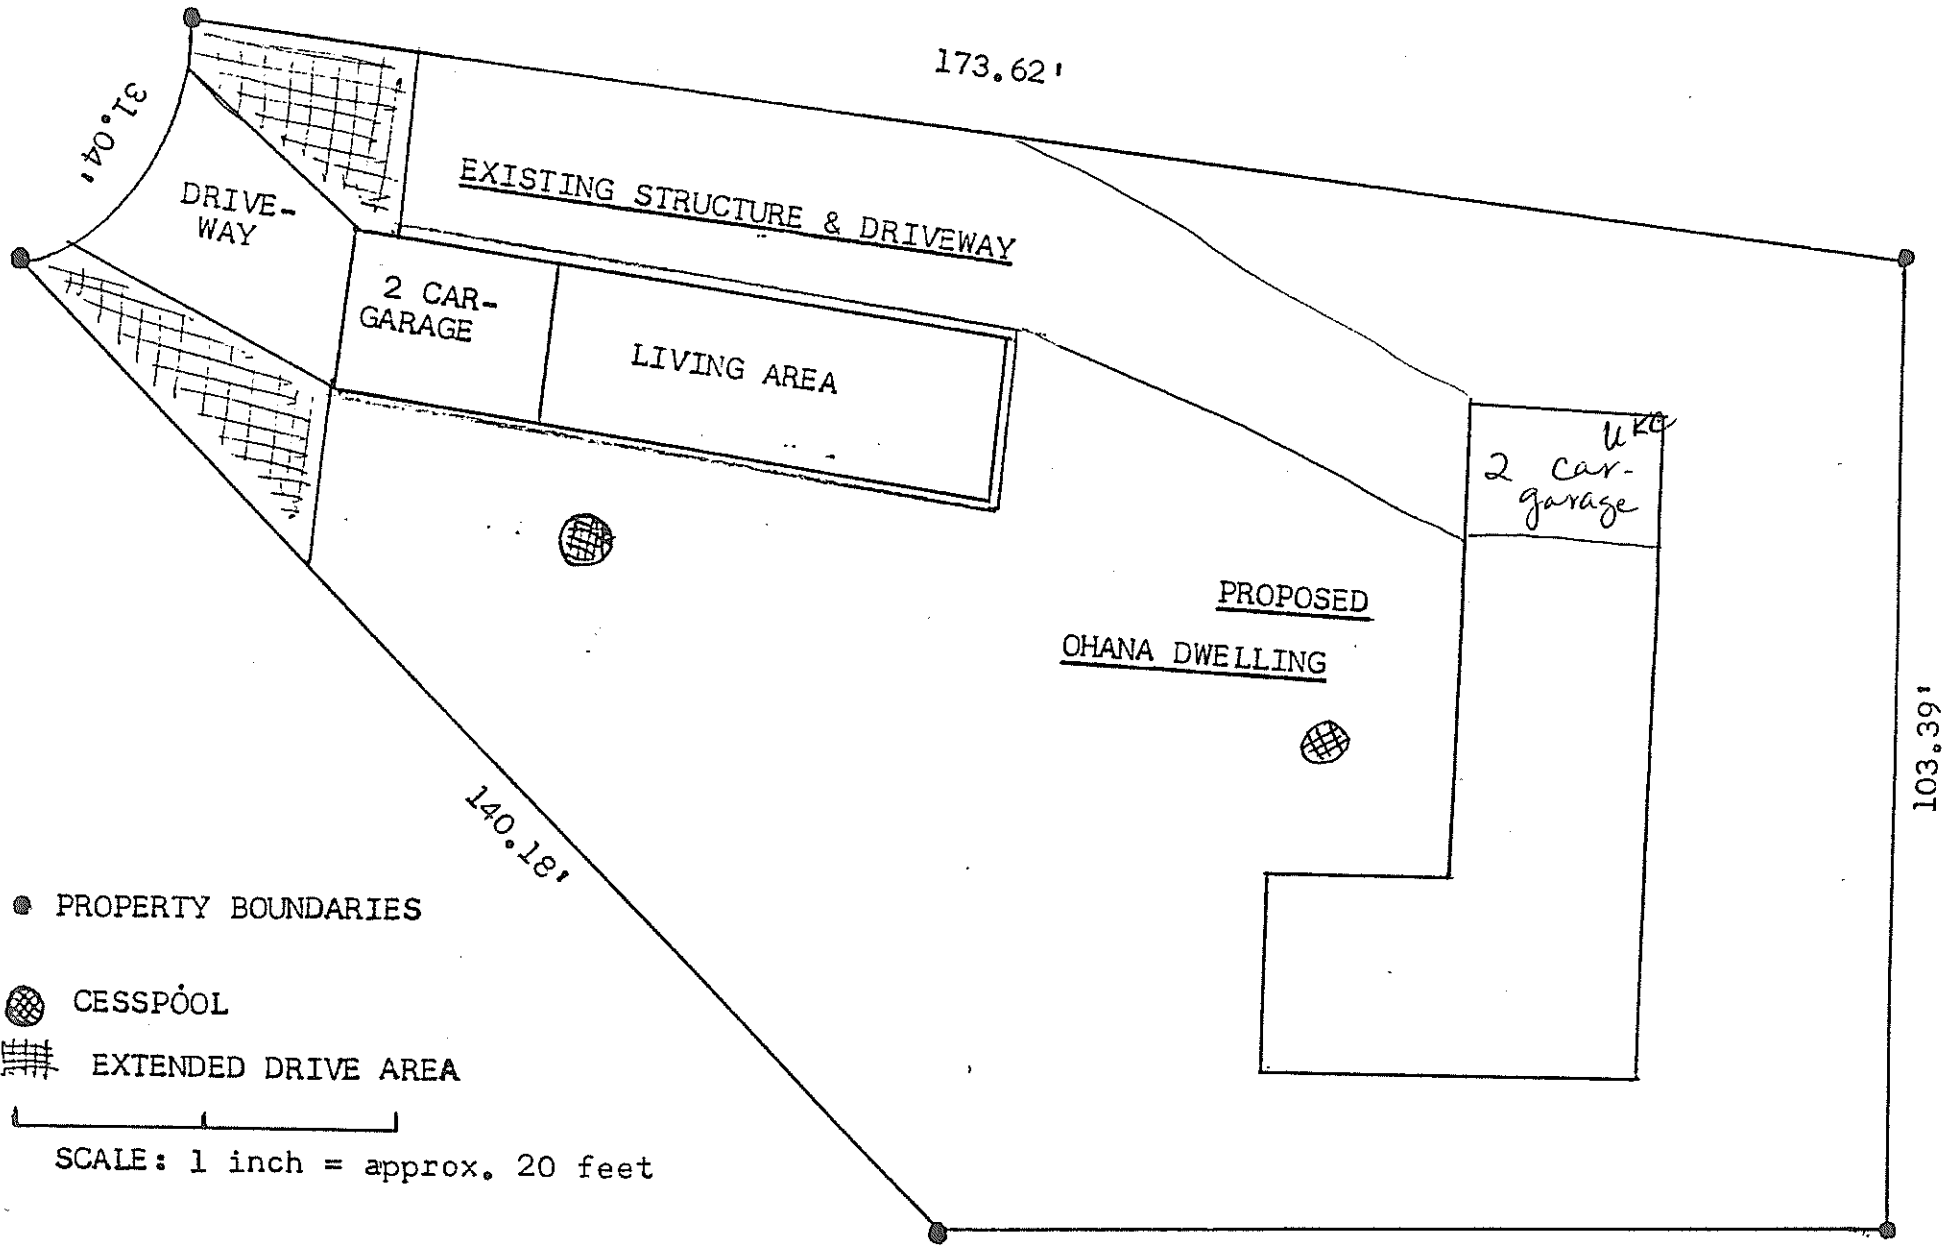 173.62'
31.04'
DRIVE-
WAY
EXISTING STRUCTURE & DRIVEWAY
2 CAR-
GARAGE
LIVING AREA
2 car-
garage
PROPOSED
OHANA DWELLING
103.39'
140.18'
PROPERTY BOUNDARIES
CESSPOOL
EXTENDED DRIVE AREA
SCALE: 1 inch = approx. 20 feet